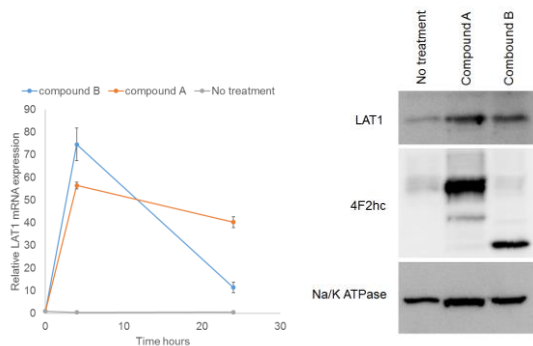 compound B compound A No treatment
Relative LAT1 mRNA expression
90
80
70
60
50
40
30
20
10
0
0 10 20 30
Time hours
No treatment
Compound A
Combound B
LAT1
4F2hc
Na/K ATPase